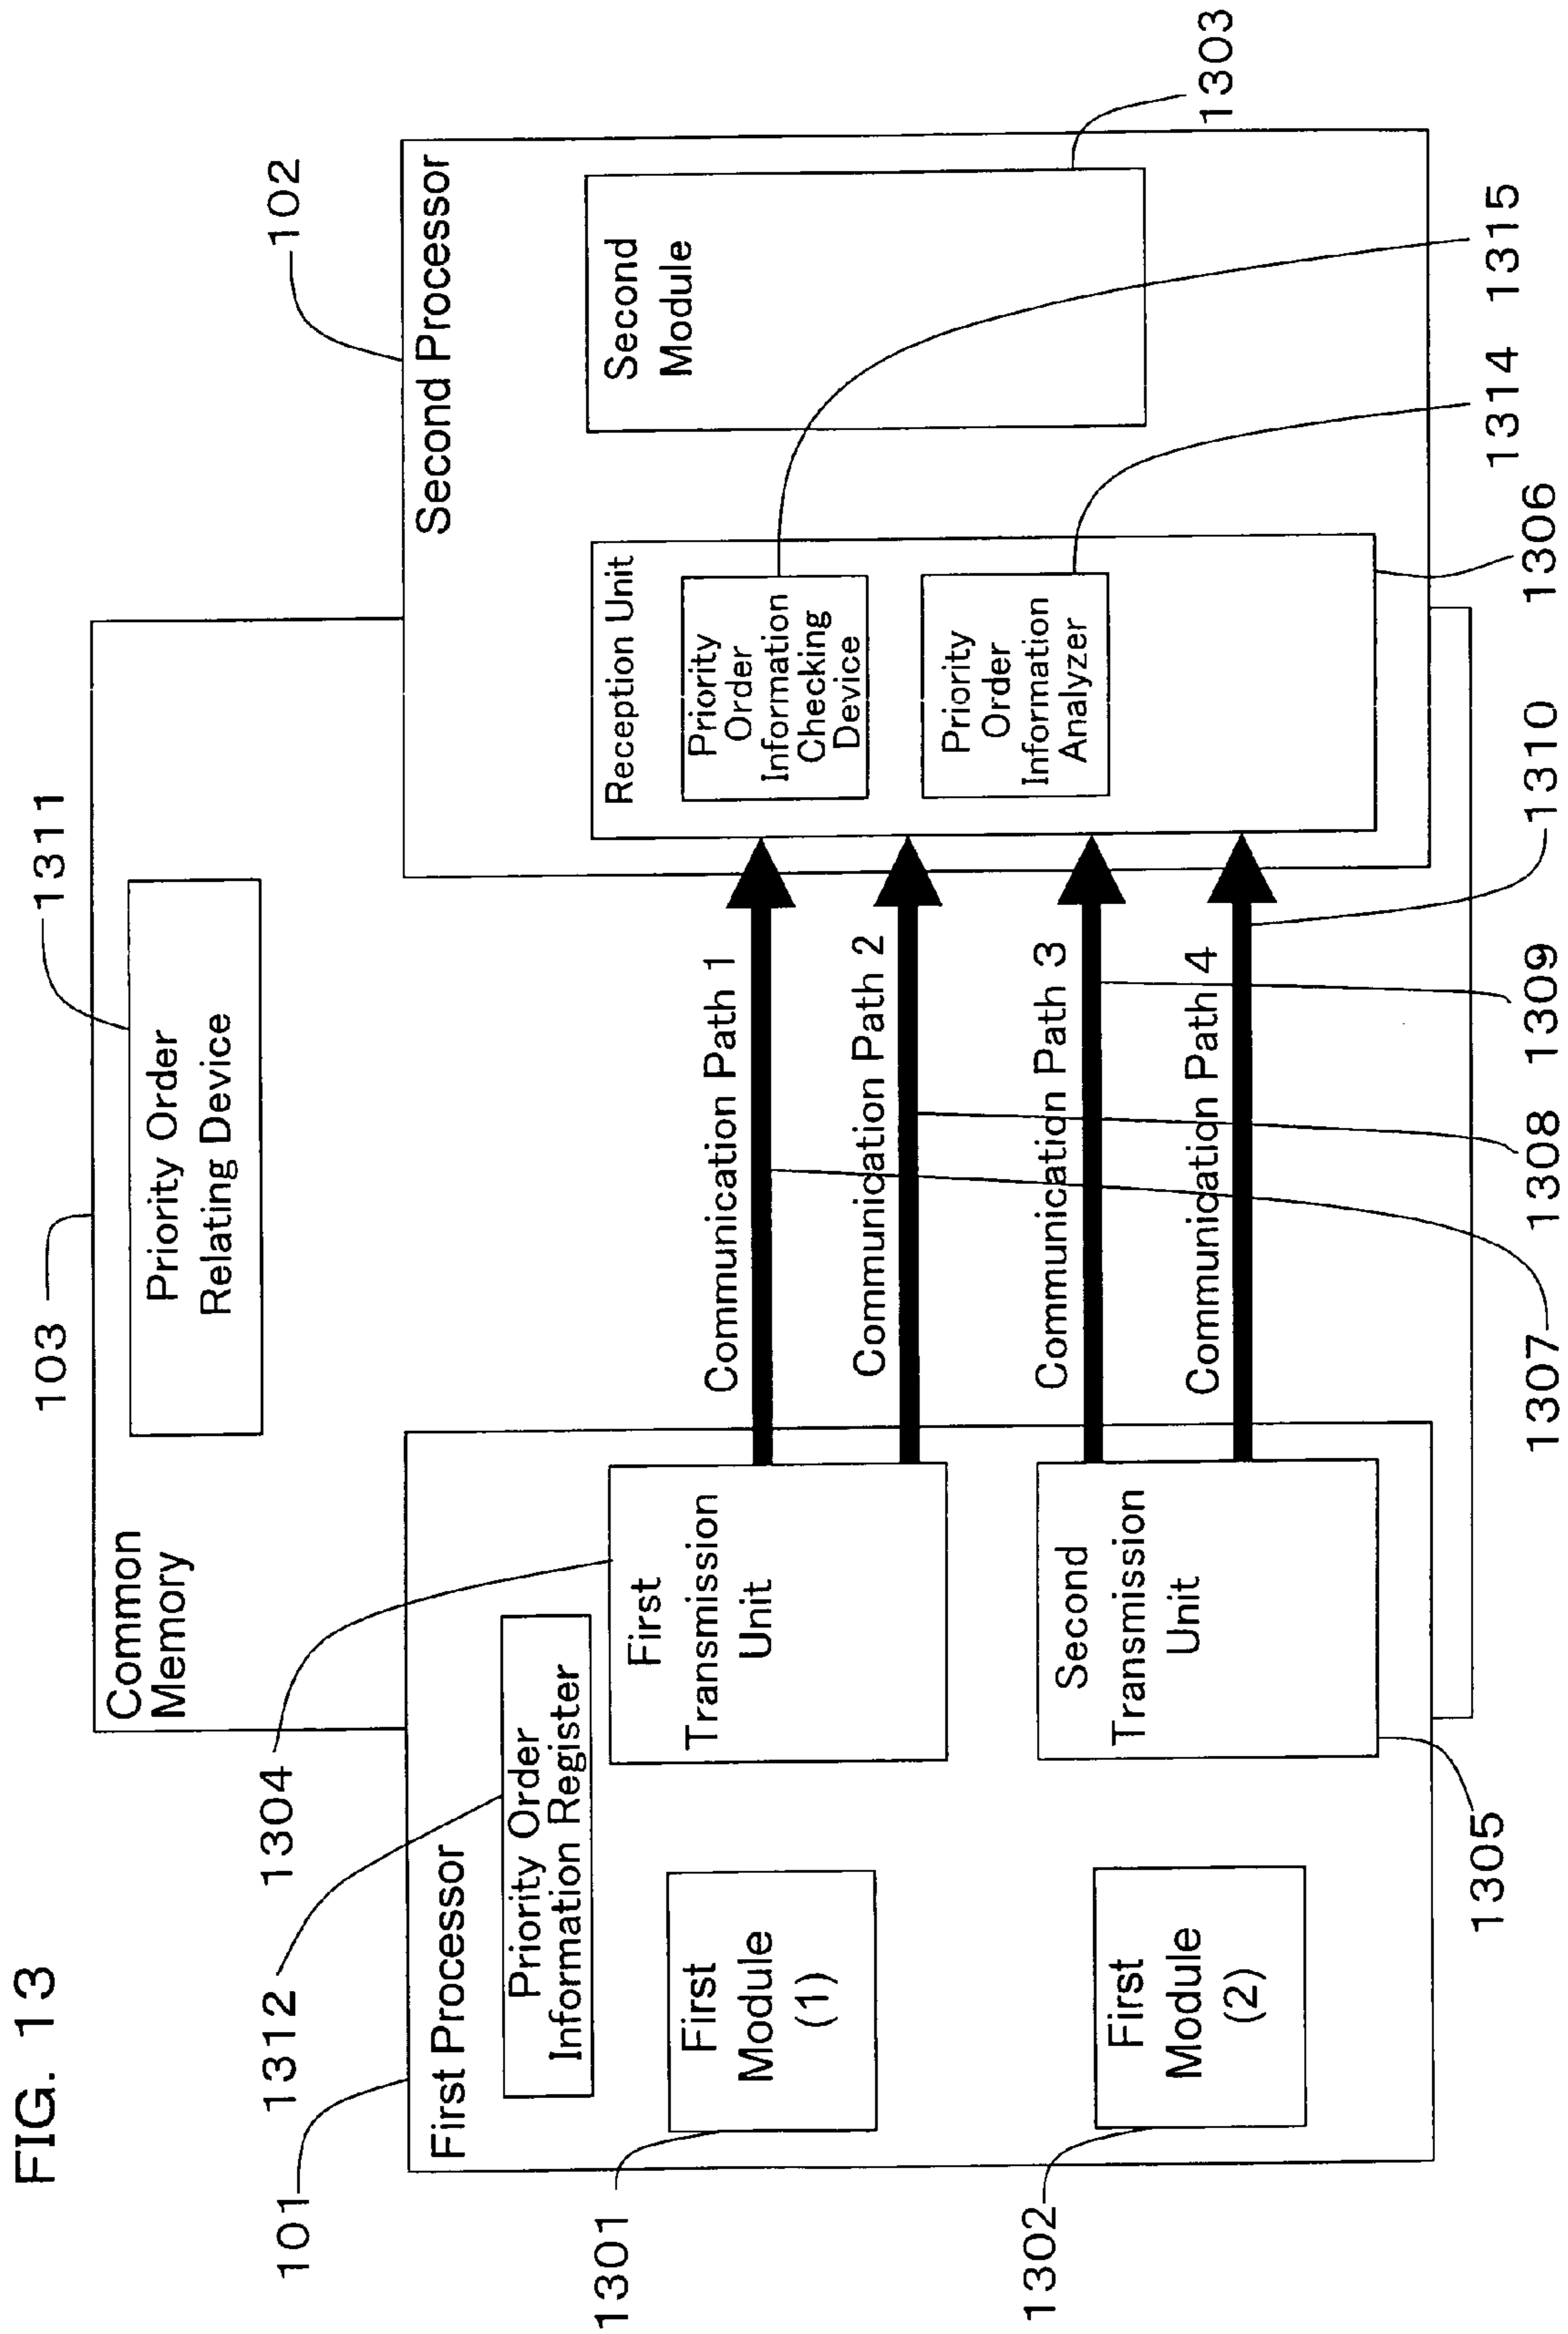 FIG. 13
103
1311
Common
Memory
Priority Order
Relating Device
102
101
1312
1304
First Processor
Priority Order
Information Register
Second Processor
1301
First
Module
(1)
First
Transmission
Unit
Communication Path 1
Communication Path 2
Reception Unit
Priority
Order
Information
Checking
Device
Second
Module
1302
First
Module
(2)
Second
Transmission
Unit
Communication Path 3
Communication Path 4
Priority
Order
Information
Analyzer
1303
1305
1307
1308
1309
1310
1306
1314
1315